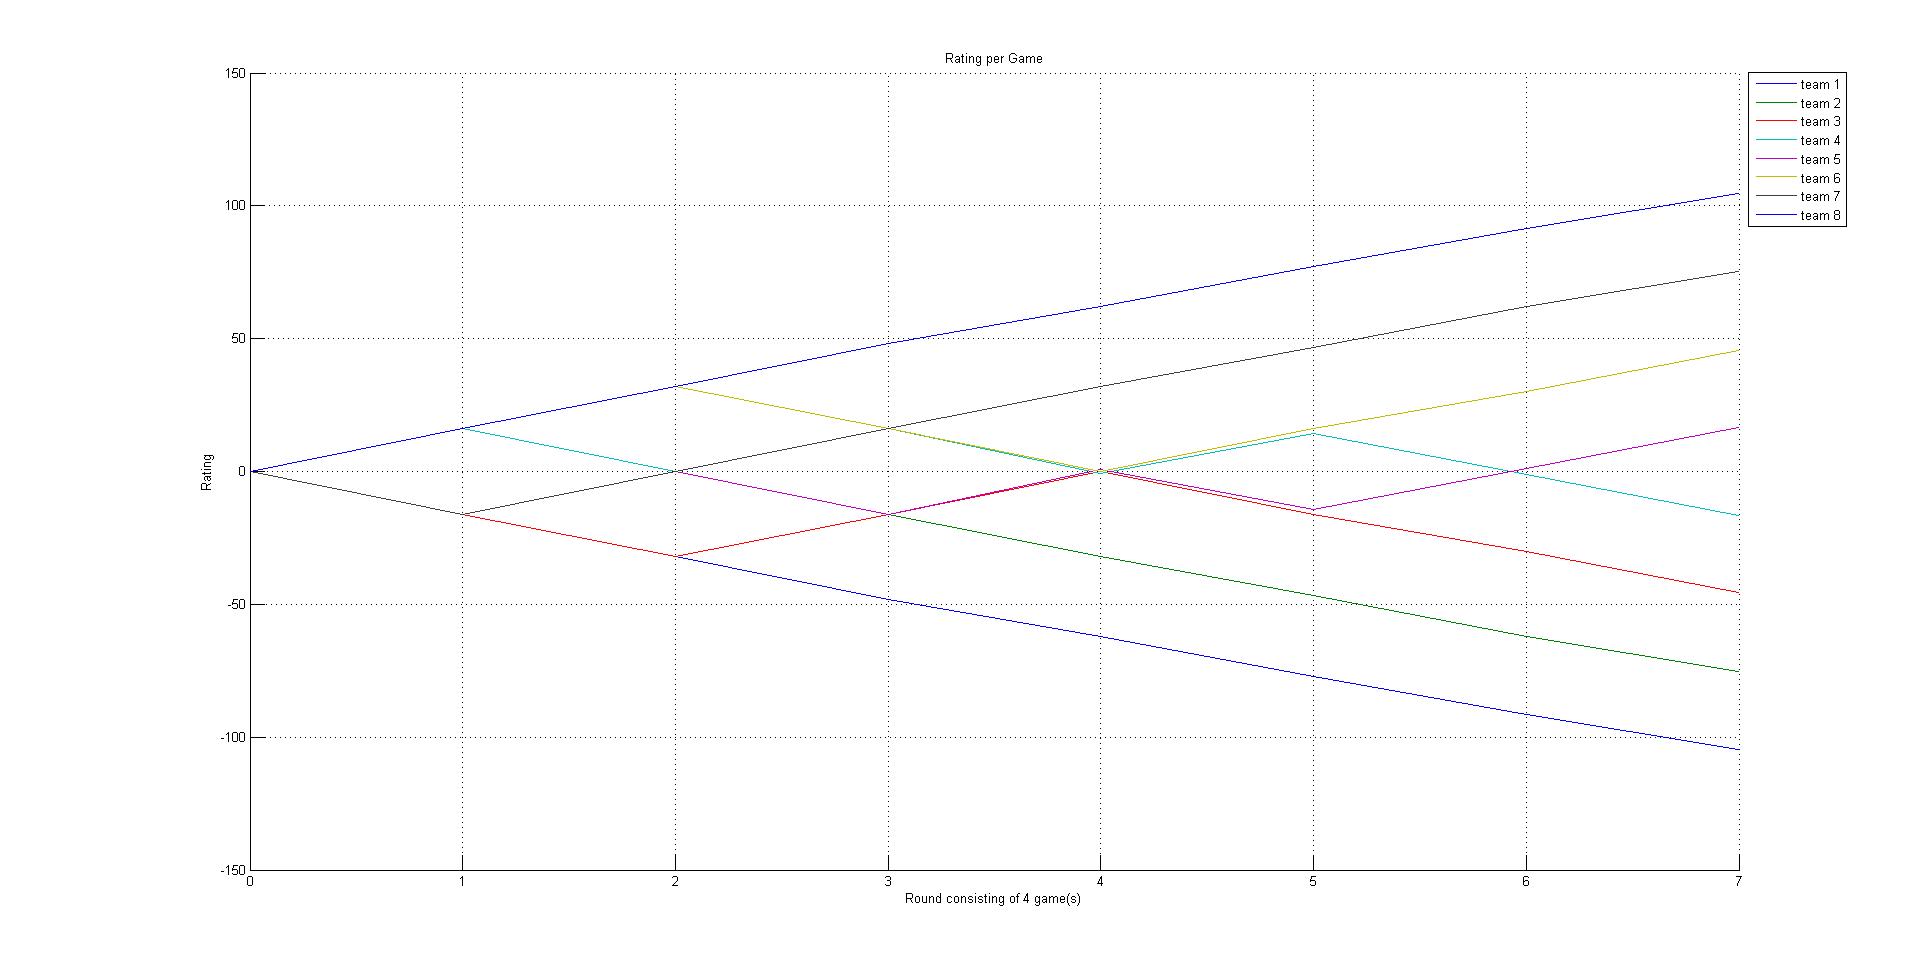 Rating per Game
150
100
50
0
-50
-100
-150
Rating
0 1 2 3 4 5 6 7
Round consisting of 4 game(s)
team 1
team 2
team 3
team 4
team 5
team 6
team 7
team 8